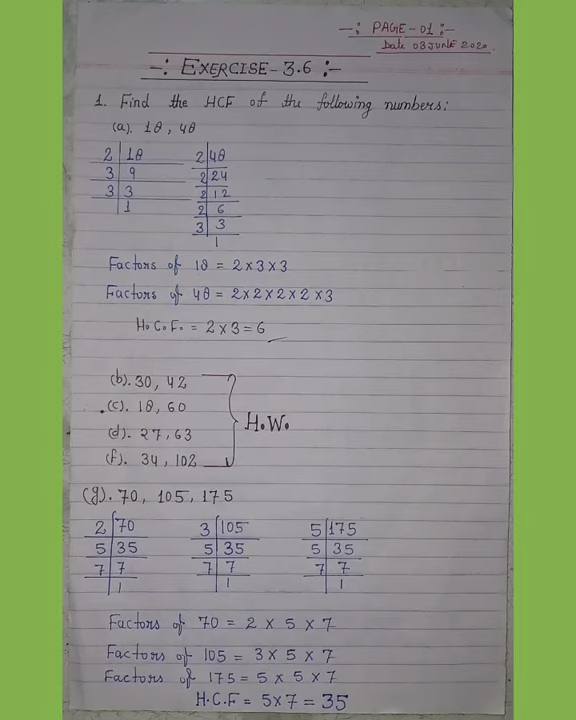 -: PAGE-01 :-
Date 03 JUNE 2020.
-: EXERCISE-3.6 :-
1. Find the HCF of the following numbers:
(a). 18, 48
2 18 2 48
3 9 2 24
3 3 2 12
1 2 6
3 3
1
Factors of 18 = 2×3×3
Factors of 48 = 2×2×2×2×3
H.C.F. = 2×3=6
(b). 30, 42
(c). 18, 60
H.W.
(d). 27, 63
(f). 34, 102
(g). 70, 105, 175
2 70 3 105 5 175
5 35 5 35 5 35
7 7 7 7 7 7
1 1 1
Factors of 70 = 2 × 5 × 7
Factors of 105 = 3 × 5 × 7
Factors of 175 = 5 × 5 × 7
H.C.F = 5×7 = 35